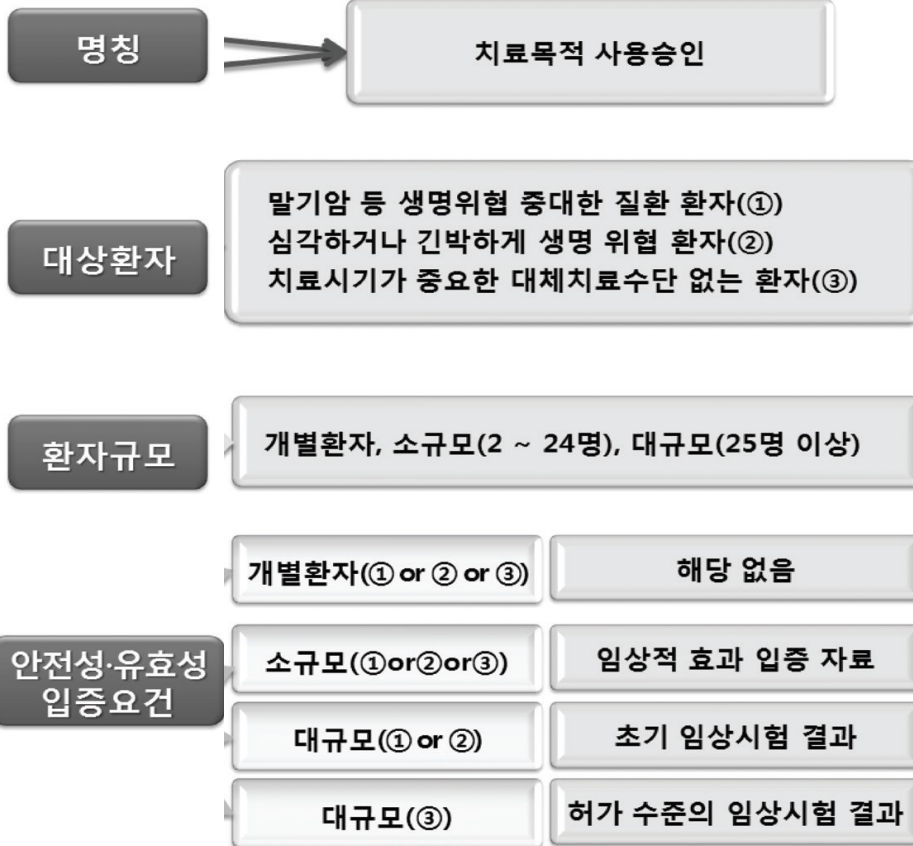 명칭
치료목적 사용승인
대상환자
말기암 등 생명위협 중대한 질환 환자(①)
심각하거나 긴박하게 생명 위협 환자(②)
치료시기가 중요한 대체치료수단 없는 환자(③)
환자규모
개별환자, 소규모(2 ~ 24명), 대규모(25명 이상)
안전성·유효성
입증요건
개별환자(① or ② or ③)
해당 없음
소규모(①or②or③)
임상적 효과 입증 자료
대규모(① or ②)
초기 임상시험 결과
대규모(③)
허가 수준의 임상시험 결과